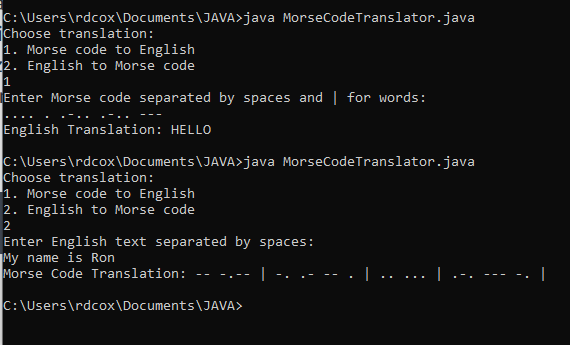 C:\Users\rdcox\Documents\JAVA>java MorseCodeTranslator.java
Choose translation:
1. Morse code to English
2. English to Morse code
1
Enter Morse code separated by spaces and | for words:
.... . .-.. .-.. ---
English Translation: HELLO
C:\Users\rdcox\Documents\JAVA>java MorseCodeTranslator.java
Choose translation:
1. Morse code to English
2. English to Morse code
2
Enter English text separated by spaces:
My name is Ron
Morse Code Translation: -- -.-- | -. .- -- . | .. ... | .-. --- -. |
C:\Users\rdcox\Documents\JAVA>